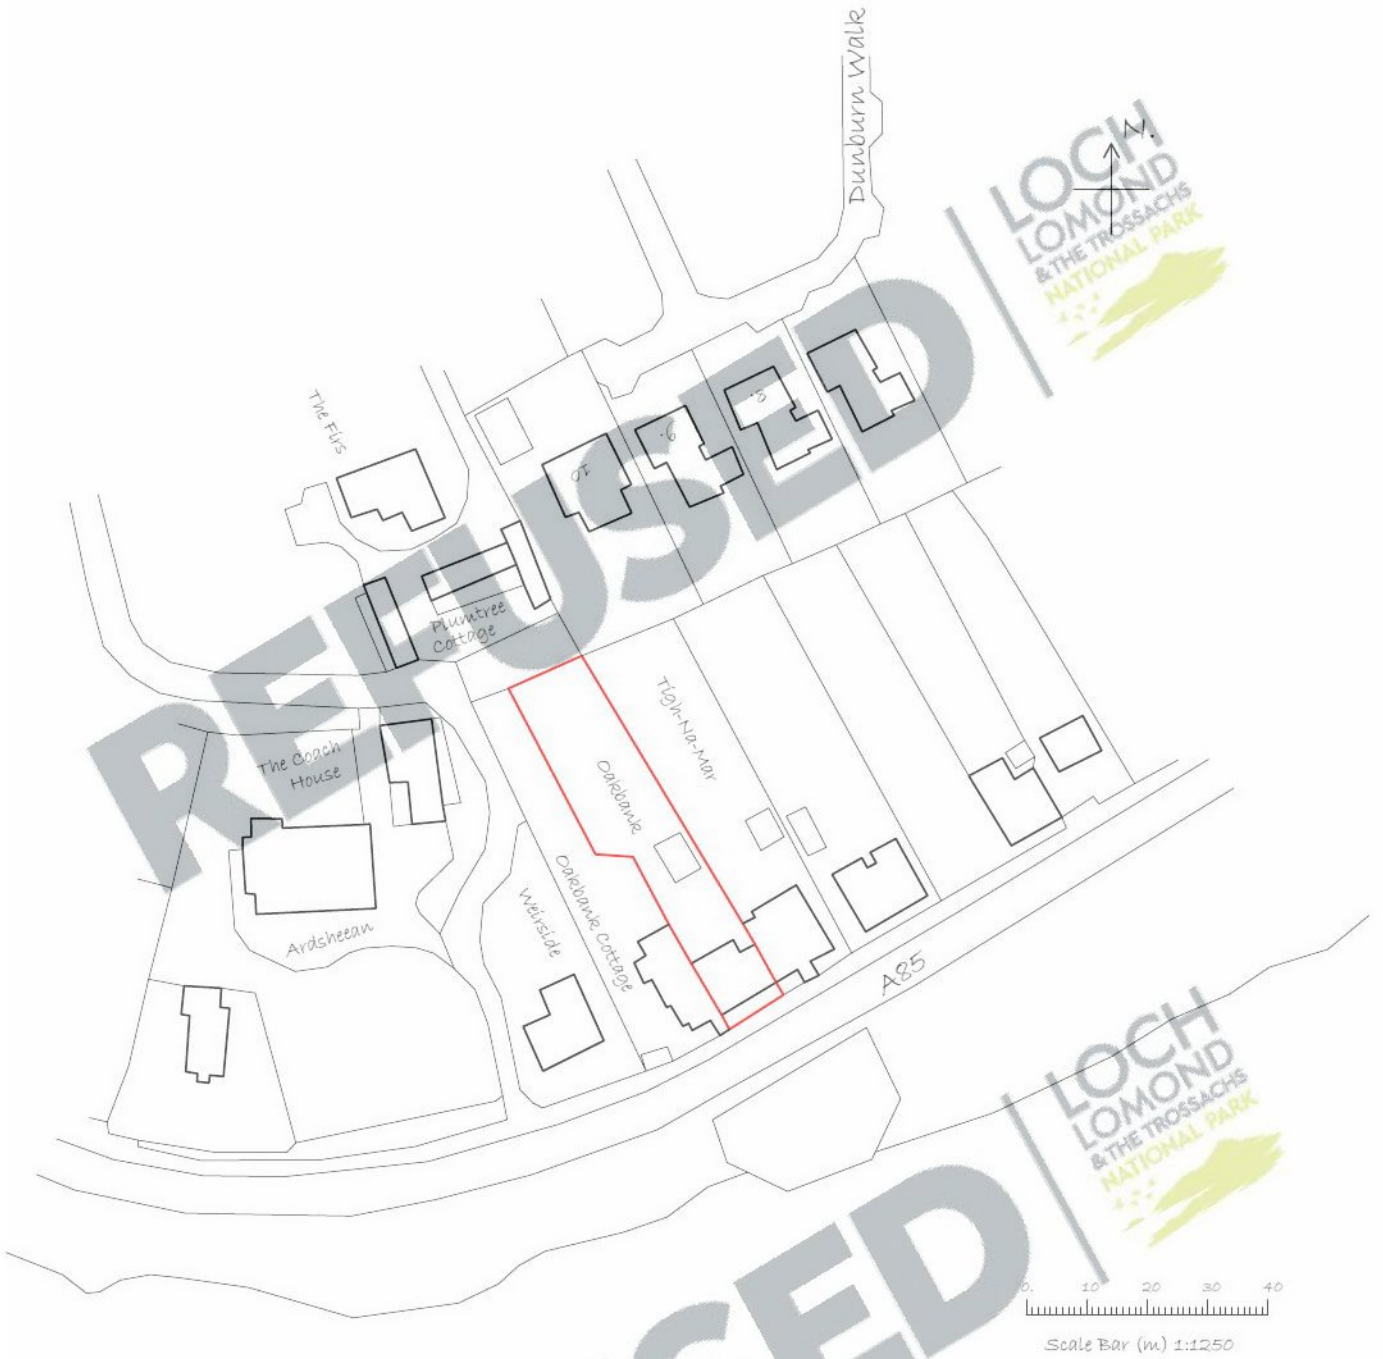 Dunburn Walk
N.
LOCH
LOMOND
& THE TROSSACHS
NATIONAL PARK
REFUSED
The Firs
10
9.
8.
Plumtree
Cottage
The Coach
House
Tigh-Na-Mar
Oakbank
Oakbank Cottage
Weirside
Ardsheean
A85
LOCH
LOMOND
& THE TROSSACHS
NATIONAL PARK
SED
0. 10 20 30 40
Scale Bar (m) 1:1250